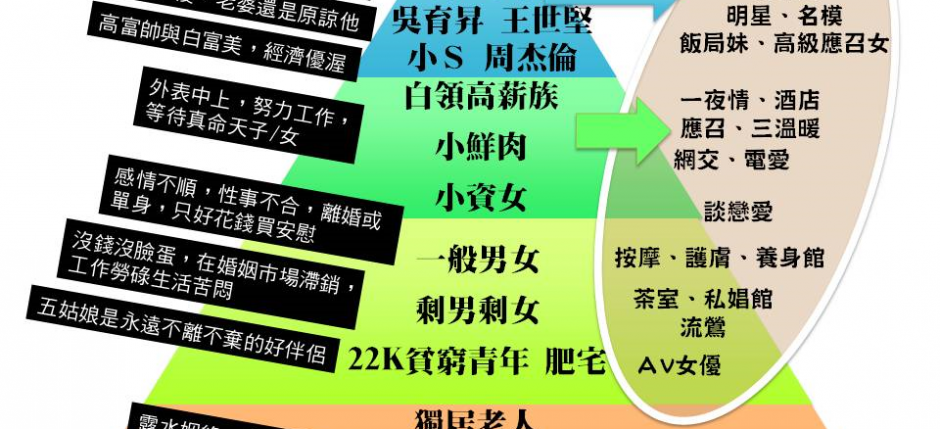 老婆還是原諒他
高富帥與白富美，經濟優渥
外表中上，努力工作，
等待真命天子/女
感情不順，性事不合，離婚或
單身，只好花錢買安慰
沒錢沒臉蛋，在婚姻市場滯銷，
工作勞碌生活苦悶
五姑娘是永遠不離不棄的好伴侶
露水姻緣
吳育昇 王世堅
小S 周杰倫
白領高薪族
小鮮肉
小資女
一般男女
剩男剩女
22K貧窮青年 肥宅
獨居老人
明星、名模
飯局妹、高級應召女
一夜情、酒店
應召、三溫暖
網交、電愛
談戀愛
按摩、護膚、養身館
茶室、私娼館
流鶯
AV女優